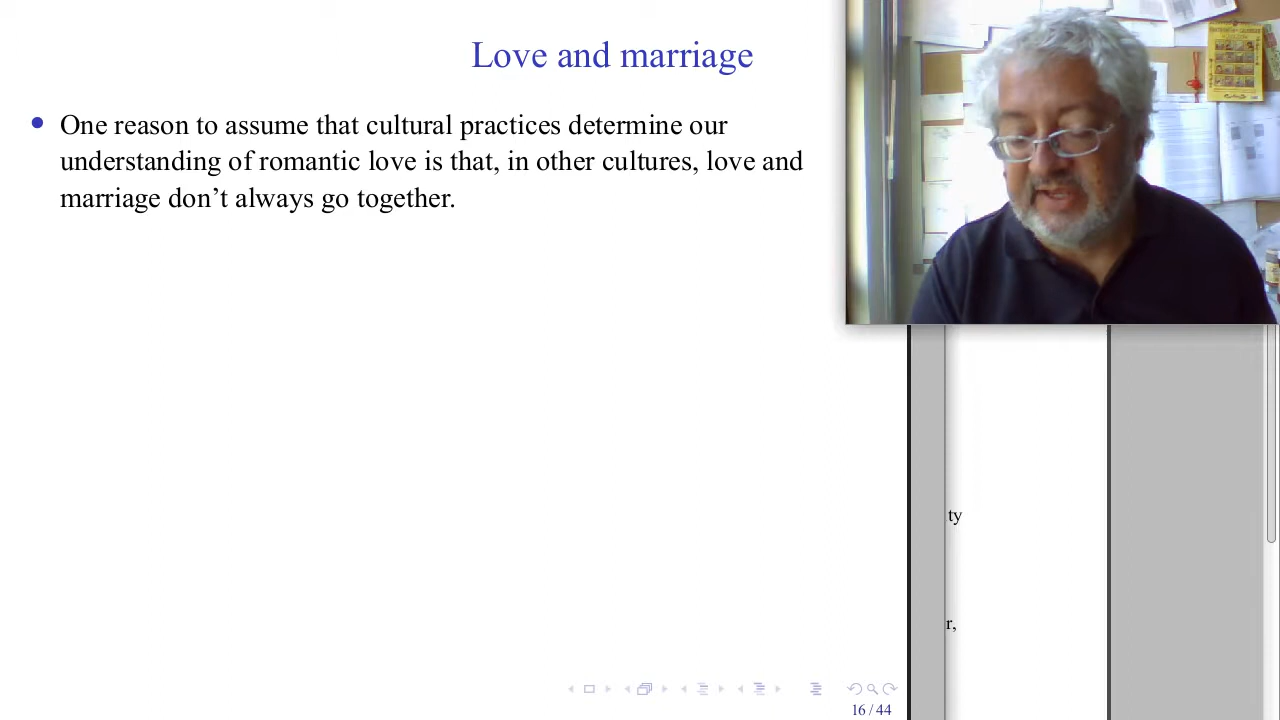 Love and marriage
One reason to assume that cultural practices determine our
understanding of romantic love is that, in other cultures, love and
marriage don’t always go together.
ty
r,
16 / 44